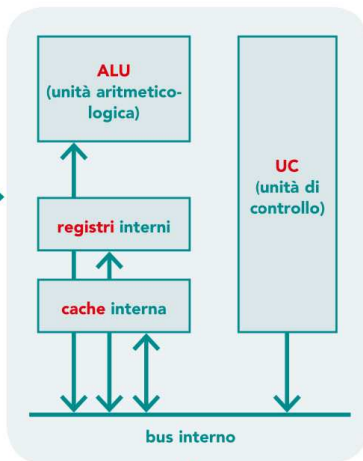 ALU
(unità aritmetico-
logica)
registri interni
cache interna
UC
(unità di
controllo)
bus interno